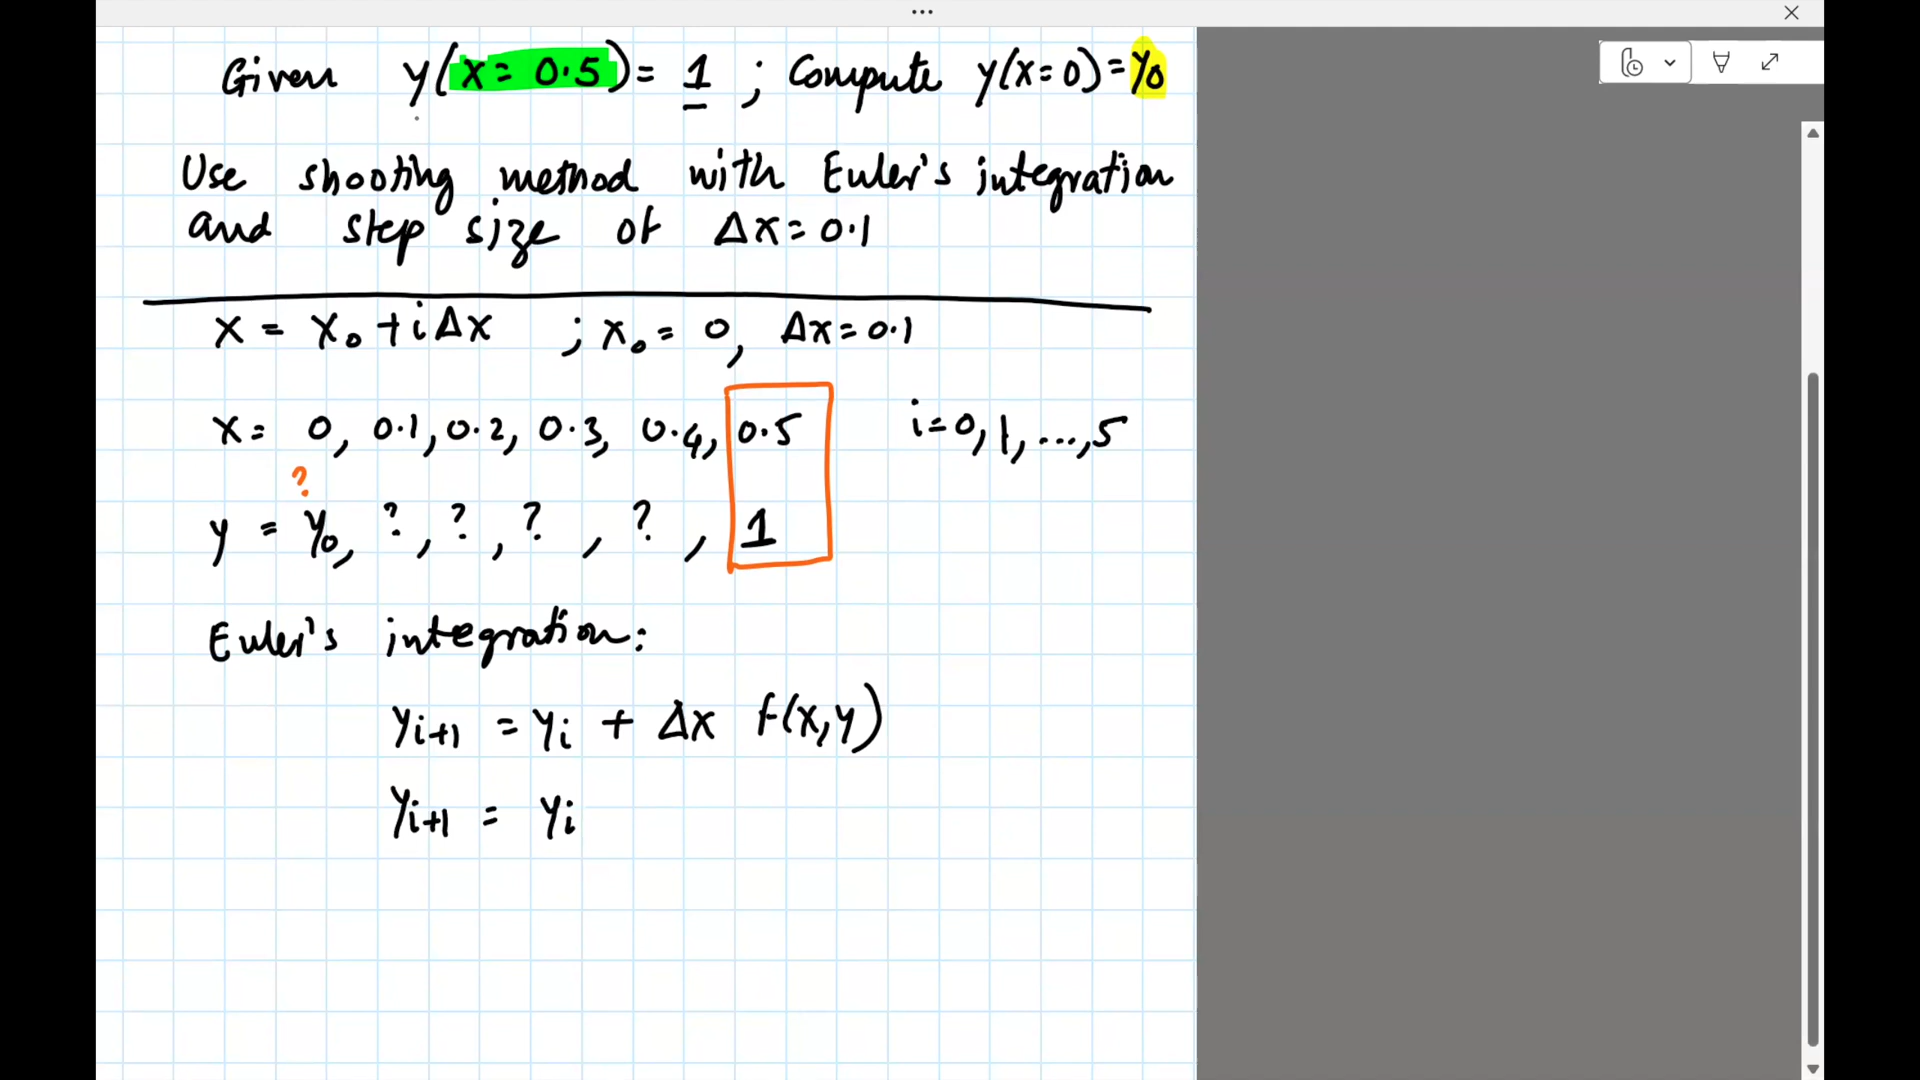 Given y(x= 0.5)= 1 ; Compute y(x=0)=y₀
Use shooting method with Euler's integration
and step size of Δx= 0.1
x = x₀ +iΔx ; x₀= 0, Δx=0.1
x= 0, 0.1, 0.2, 0.3, 0.4, 0.5 i=0,1,...,5
?
y = y₀, ?, ?, ?, ?, 1
Euler's integration:
yᵢ₊₁ = yᵢ + Δx f(x,y)
yᵢ₊₁ = yᵢ